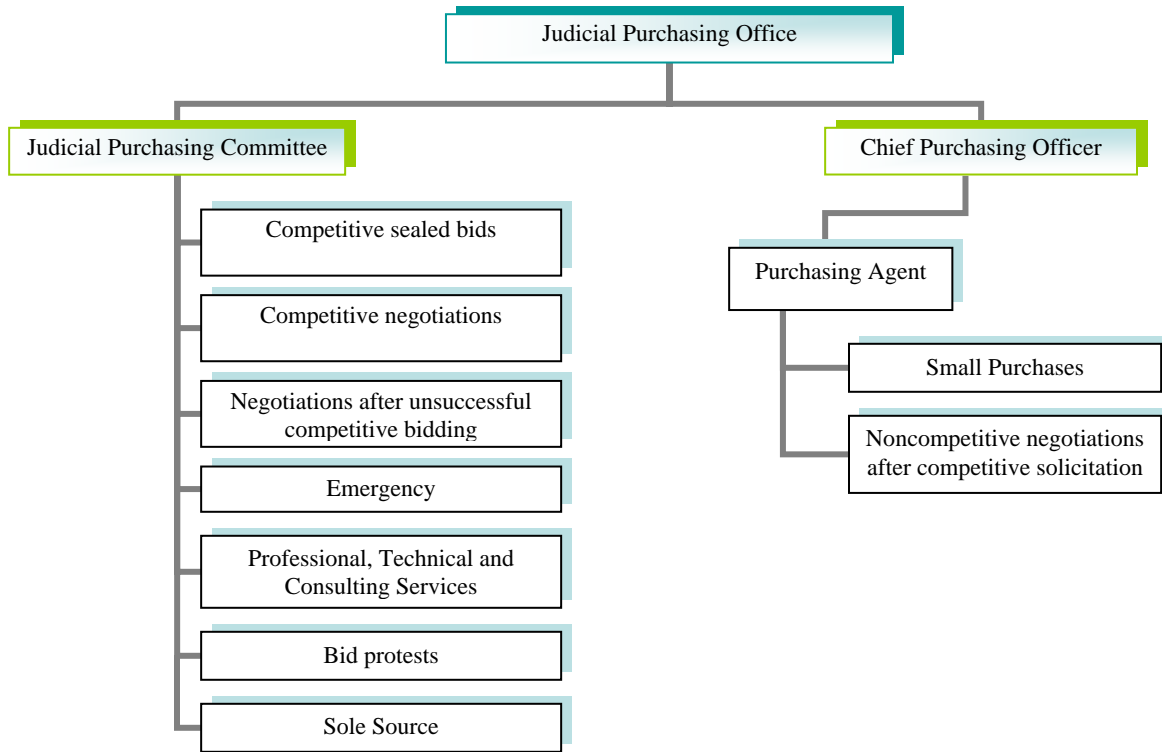 Judicial Purchasing Office
Judicial Purchasing Committee
Chief Purchasing Officer
Competitive sealed bids
Competitive negotiations
Negotiations after unsuccessful
competitive bidding
Emergency
Professional, Technical and
Consulting Services
Bid protests
Sole Source
Purchasing Agent
Small Purchases
Noncompetitive negotiations
after competitive solicitation